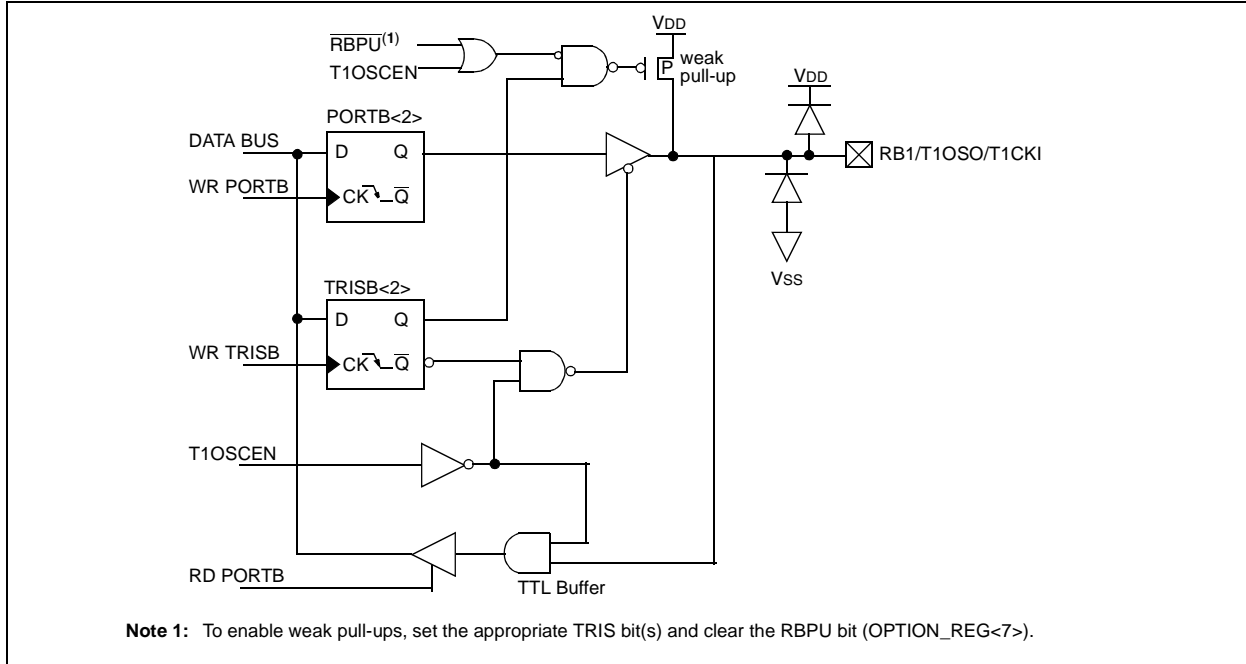 VDD
RBPU(1)
T1OSCEN
P
weak
pull-up
VDD
PORTB<2>
DATA BUS
D Q
RB1/T1OSO/T1CKI
WR PORTB
CK Q
VSS
TRISB<2>
D Q
WR TRISB
CK Q
T1OSCEN
RD PORTB
TTL Buffer
Note 1: To enable weak pull-ups, set the appropriate TRIS bit(s) and clear the RBPU bit (OPTION_REG<7>).